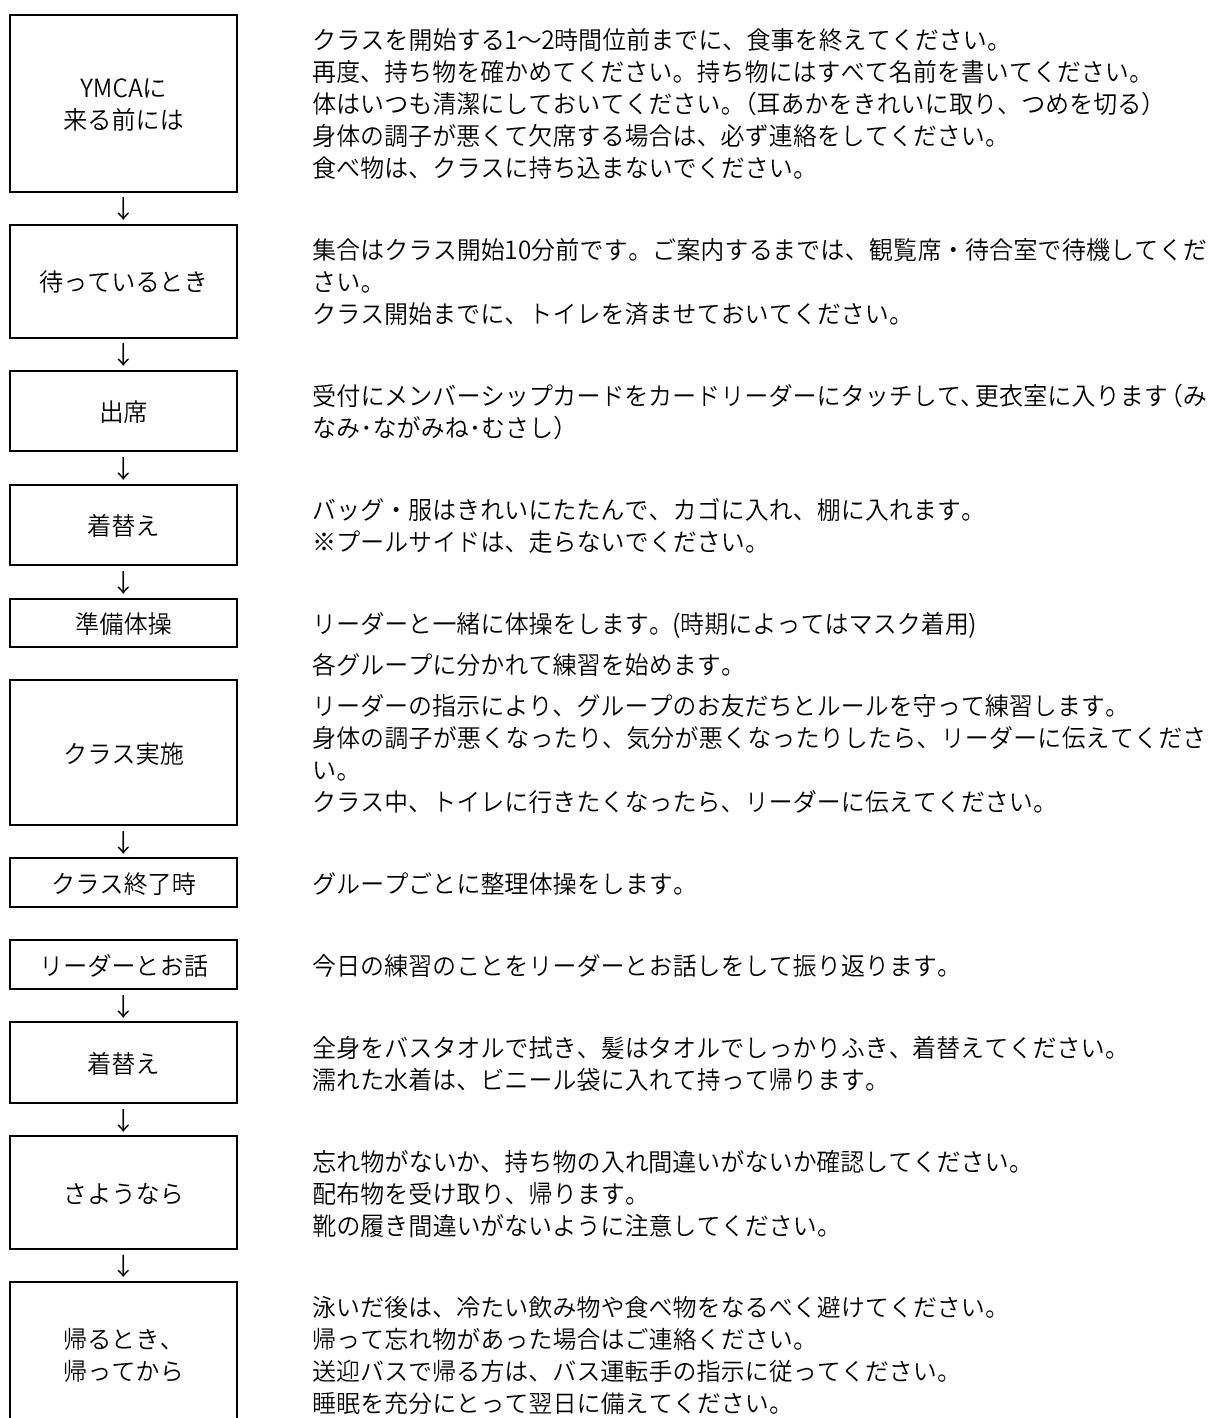 YMCAに
来る前には
クラスを開始する1～2時間位前までに、食事を終えてください。
再度、持ち物を確かめてください。持ち物にはすべて名前を書いてください。
体はいつも清潔にしておいてください。（耳あかをきれいに取り、つめを切る）
身体の調子が悪くて欠席する場合は、必ず連絡をしてください。
食べ物は、クラスに持ち込まないでください。
↓
待っているとき
集合はクラス開始10分前です。ご案内するまでは、観覧席・待合室で待機してくだ
さい。
クラス開始までに、トイレを済ませておいてください。
↓
出席
受付にメンバーシップカードをカードリーダーにタッチして、更衣室に入ります（み
なみ･ながみね･むさし）
↓
着替え
バッグ・服はきれいにたたんで、カゴに入れ、棚に入れます。
※プールサイドは、走らないでください。
↓
準備体操
リーダーと一緒に体操をします。(時期によってはマスク着用)
各グループに分かれて練習を始めます。
クラス実施
リーダーの指示により、グループのお友だちとルールを守って練習します。
身体の調子が悪くなったり、気分が悪くなったりしたら、リーダーに伝えてくださ
い。
クラス中、トイレに行きたくなったら、リーダーに伝えてください。
↓
クラス終了時
グループごとに整理体操をします。
リーダーとお話
今日の練習のことをリーダーとお話しをして振り返ります。
↓
着替え
全身をバスタオルで拭き、髪はタオルでしっかりふき、着替えてください。
濡れた水着は、ビニール袋に入れて持って帰ります。
↓
さようなら
忘れ物がないか、持ち物の入れ間違いがないか確認してください。
配布物を受け取り、帰ります。
靴の履き間違いがないように注意してください。
↓
帰るとき、
帰ってから
泳いだ後は、冷たい飲み物や食べ物をなるべく避けてください。
帰って忘れ物があった場合はご連絡ください。
送迎バスで帰る方は、バス運転手の指示に従ってください。
睡眠を充分にとって翌日に備えてください。